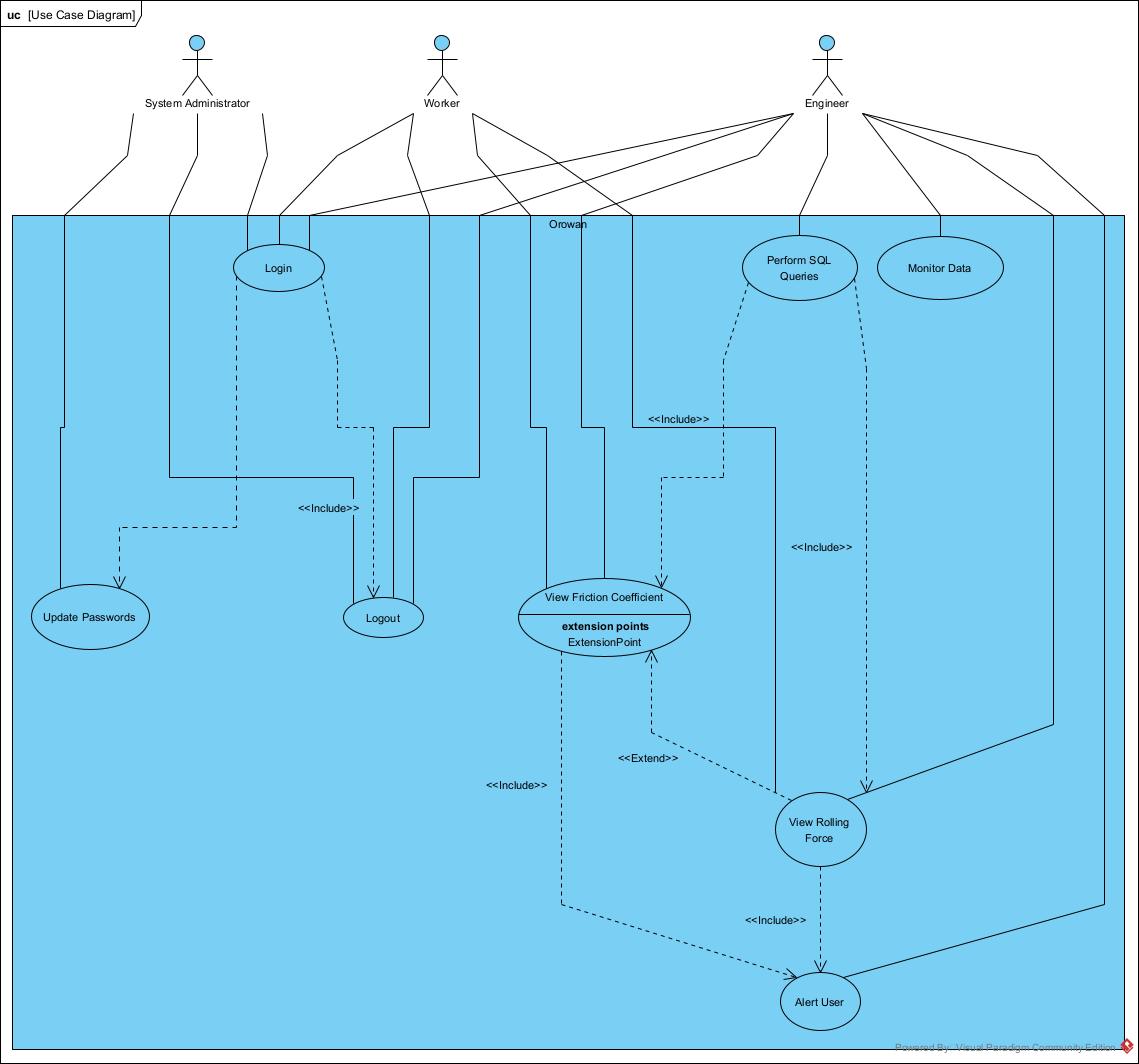 uc [Use Case Diagram]
System Administrator
Worker
Engineer
Orowan
Login
Perform SQL
Queries
Monitor Data
<<Include>>
<<Include>>
<<Include>>
Update Passwords
Logout
View Friction Coefficient
extension points
ExtensionPoint
<<Extend>>
<<Include>>
View Rolling
Force
<<Include>>
Alert User
Powered By: Visual Paradigm Community Edition